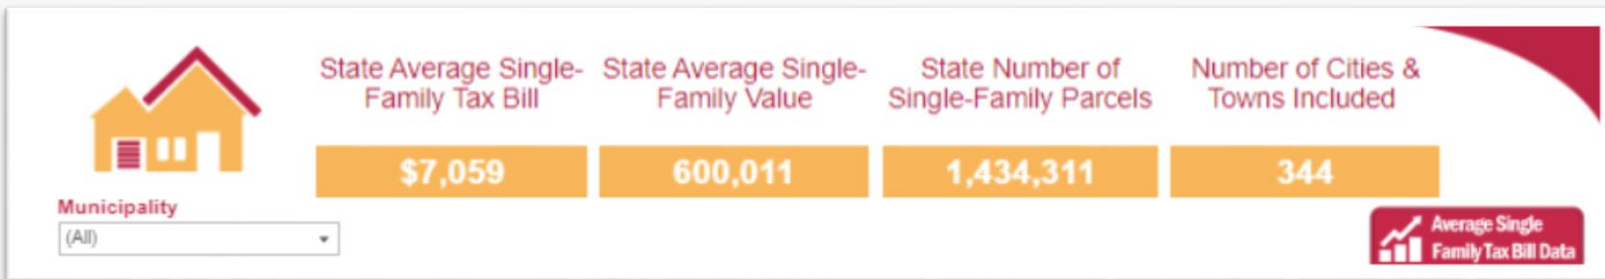 State Average Single-
Family Tax Bill
$7,059
State Average Single-
Family Value
600,011
State Number of
Single-Family Parcels
1,434,311
Number of Cities &
Towns Included
344
Municipality
(All)
Average Single
Family Tax Bill Data